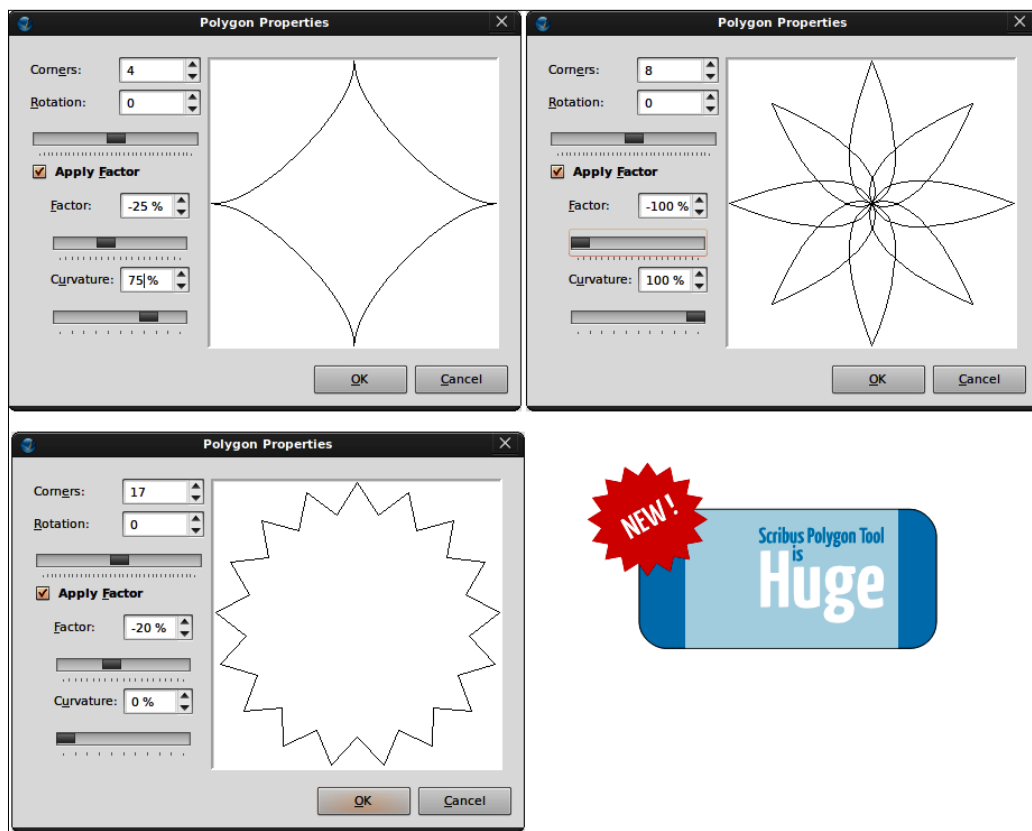 Polygon Properties
Corners: 4
Rotation: 0
Apply Factor
Factor: -25 %
Curvature: 75 %
OK Cancel
Polygon Properties
Corners: 8
Rotation: 0
Apply Factor
Factor: -100 %
Curvature: 100 %
OK Cancel
Polygon Properties
Corners: 17
Rotation: 0
Apply Factor
Factor: -20 %
Curvature: 0 %
OK Cancel
NEW !
Scribus Polygon Tool
is
Huge